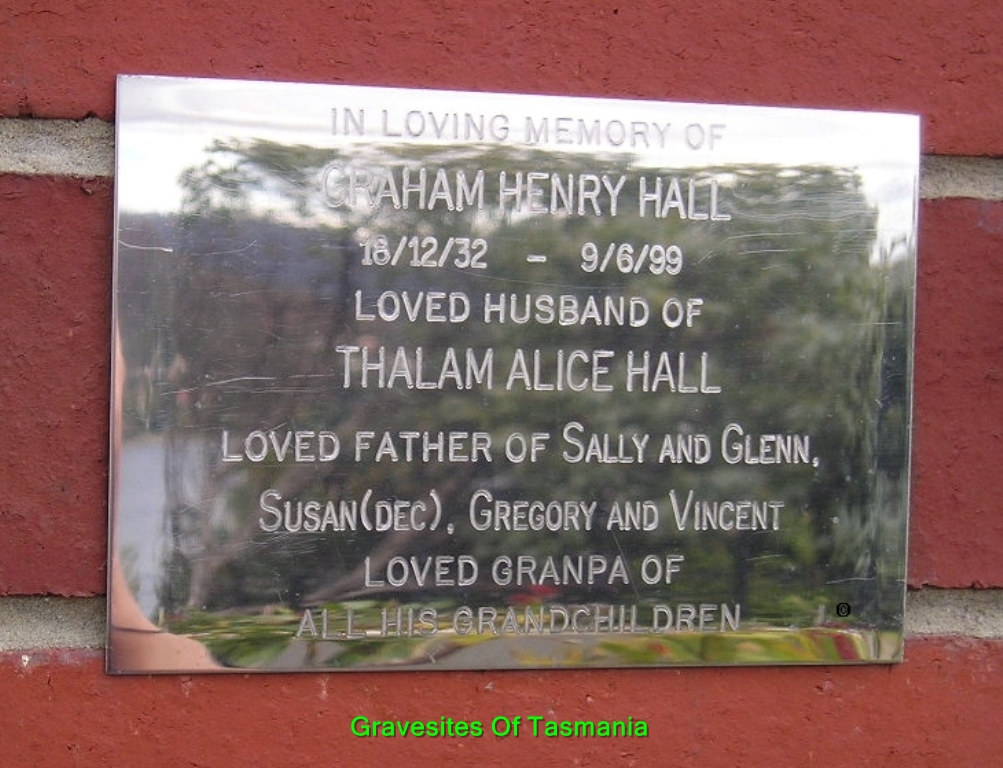 IN LOVING MEMORY OF
GRAHAM HENRY HALL
18/12/32 - 9/6/99
LOVED HUSBAND OF
THALAM ALICE HALL
LOVED FATHER OF SALLY AND GLENN,
SUSAN(DEC), GREGORY AND VINCENT
LOVED GRANPA OF
ALL HIS GRANDCHILDREN
©
Gravesites Of Tasmania